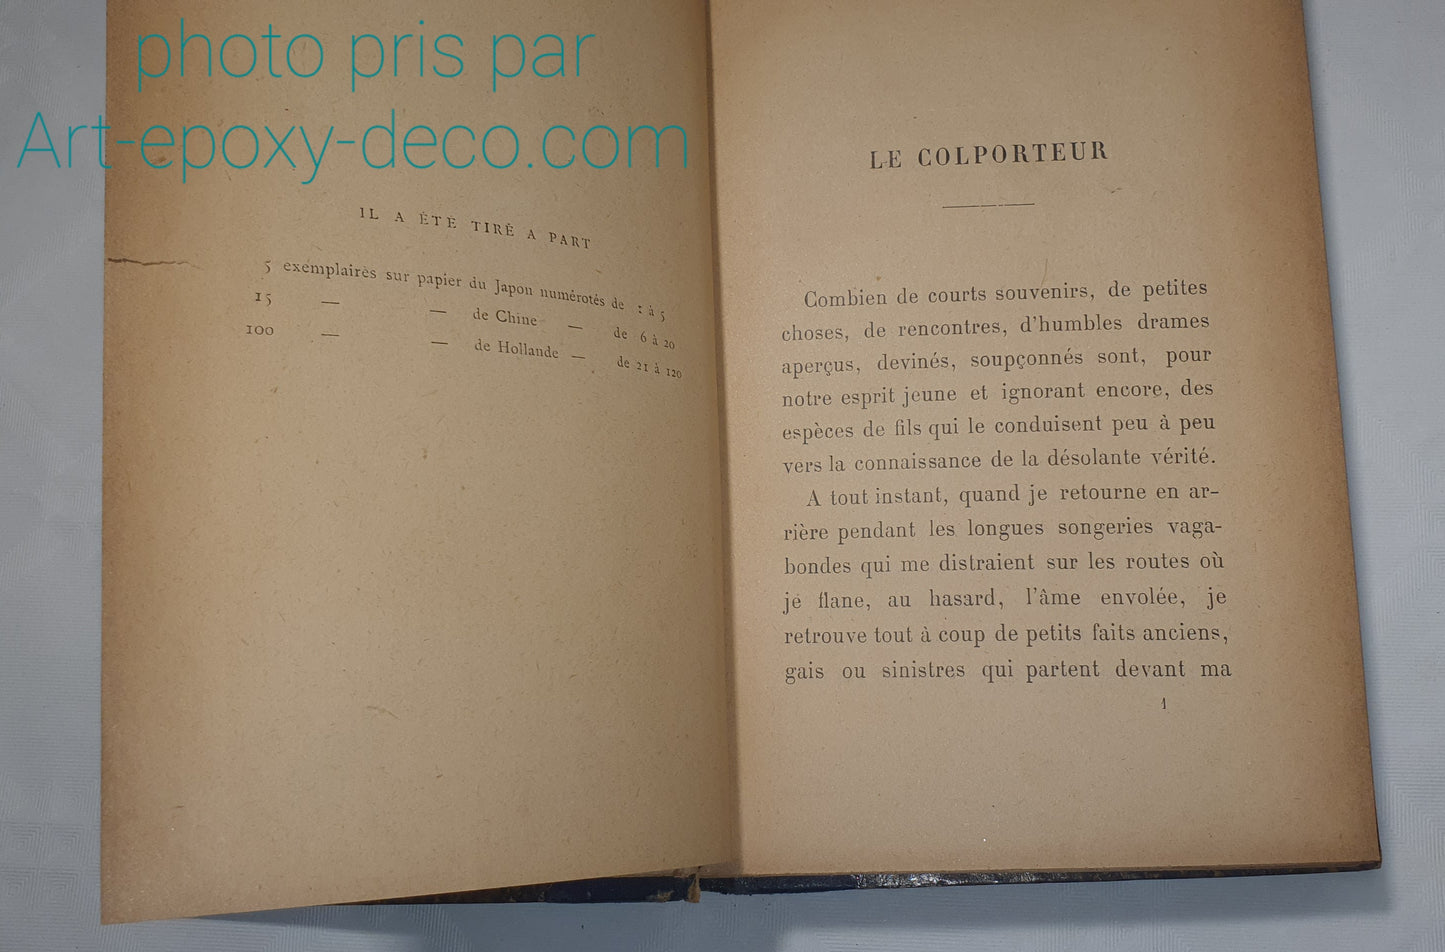 photo pris par
Art-epoxy-deco.com
IL A ÉTÉ TIRÉ A PART
5 exemplaires sur papier du Japon numérotés de 1 à 5
15 — — de Chine — de 6 à 20
100 — — de Hollande — de 21 à 120
LE COLPORTEUR
Combien de courts souvenirs, de petites
choses, de rencontres, d'humbles drames
aperçus, devinés, soupçonnés sont, pour
notre esprit jeune et ignorant encore, des
espèces de fils qui le conduisent peu à peu
vers la connaissance de la désolante vérité.
A tout instant, quand je retourne en ar-
rière pendant les longues songeries vaga-
bondes qui me distraient sur les routes où
je flane, au hasard, l'âme envolée, je
retrouve tout à coup de petits faits anciens,
gais ou sinistres qui partent devant ma
1